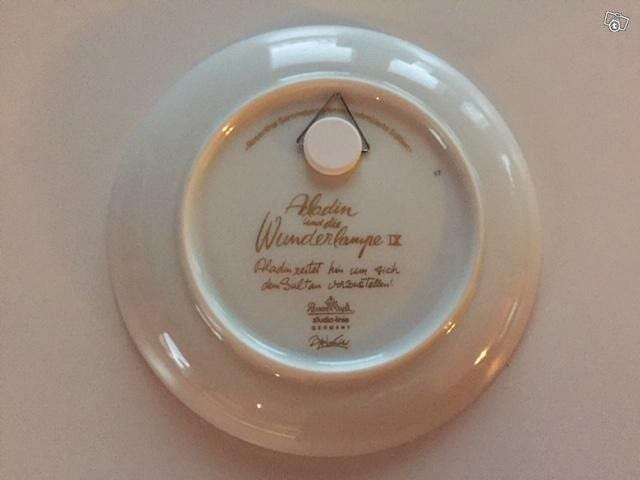 Aladin
und die
Wunderlampe IX
Aladin reitet hin um sich
dem Sultan vorzustellen!
Rosenthal
studio-linie
GERMANY